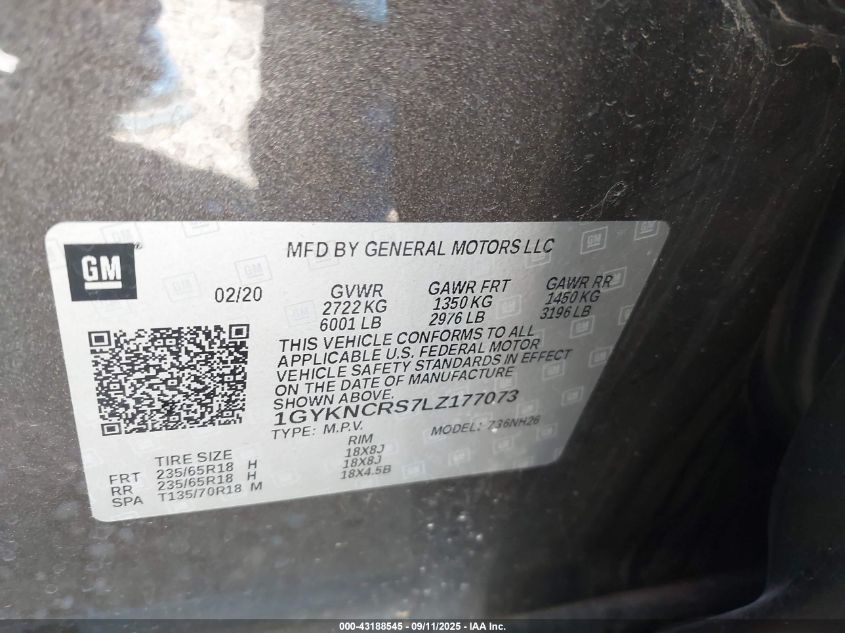 GM
MFD BY GENERAL MOTORS LLC
02/20
GVWR GAWR FRT GAWR RR
2722 KG 1350 KG 1450 KG
6001 LB 2976 LB 3196 LB
THIS VEHICLE CONFORMS TO ALL
APPLICABLE U.S. FEDERAL MOTOR
VEHICLE SAFETY STANDARDS IN EFFECT
ON THE DATE OF MANUFACTURE
SHOWN ABOVE.
1GYKNCRS7LZ177073
TYPE: M.P.V. MODEL: 736NH26
TIRE SIZE RIM
FRT 235/65R18 H 18X8J
RR 235/65R18 H 18X8J
SPA T135/70R18 M 18X4.5B
000-43188545 - 09/11/2025 - IAA Inc.